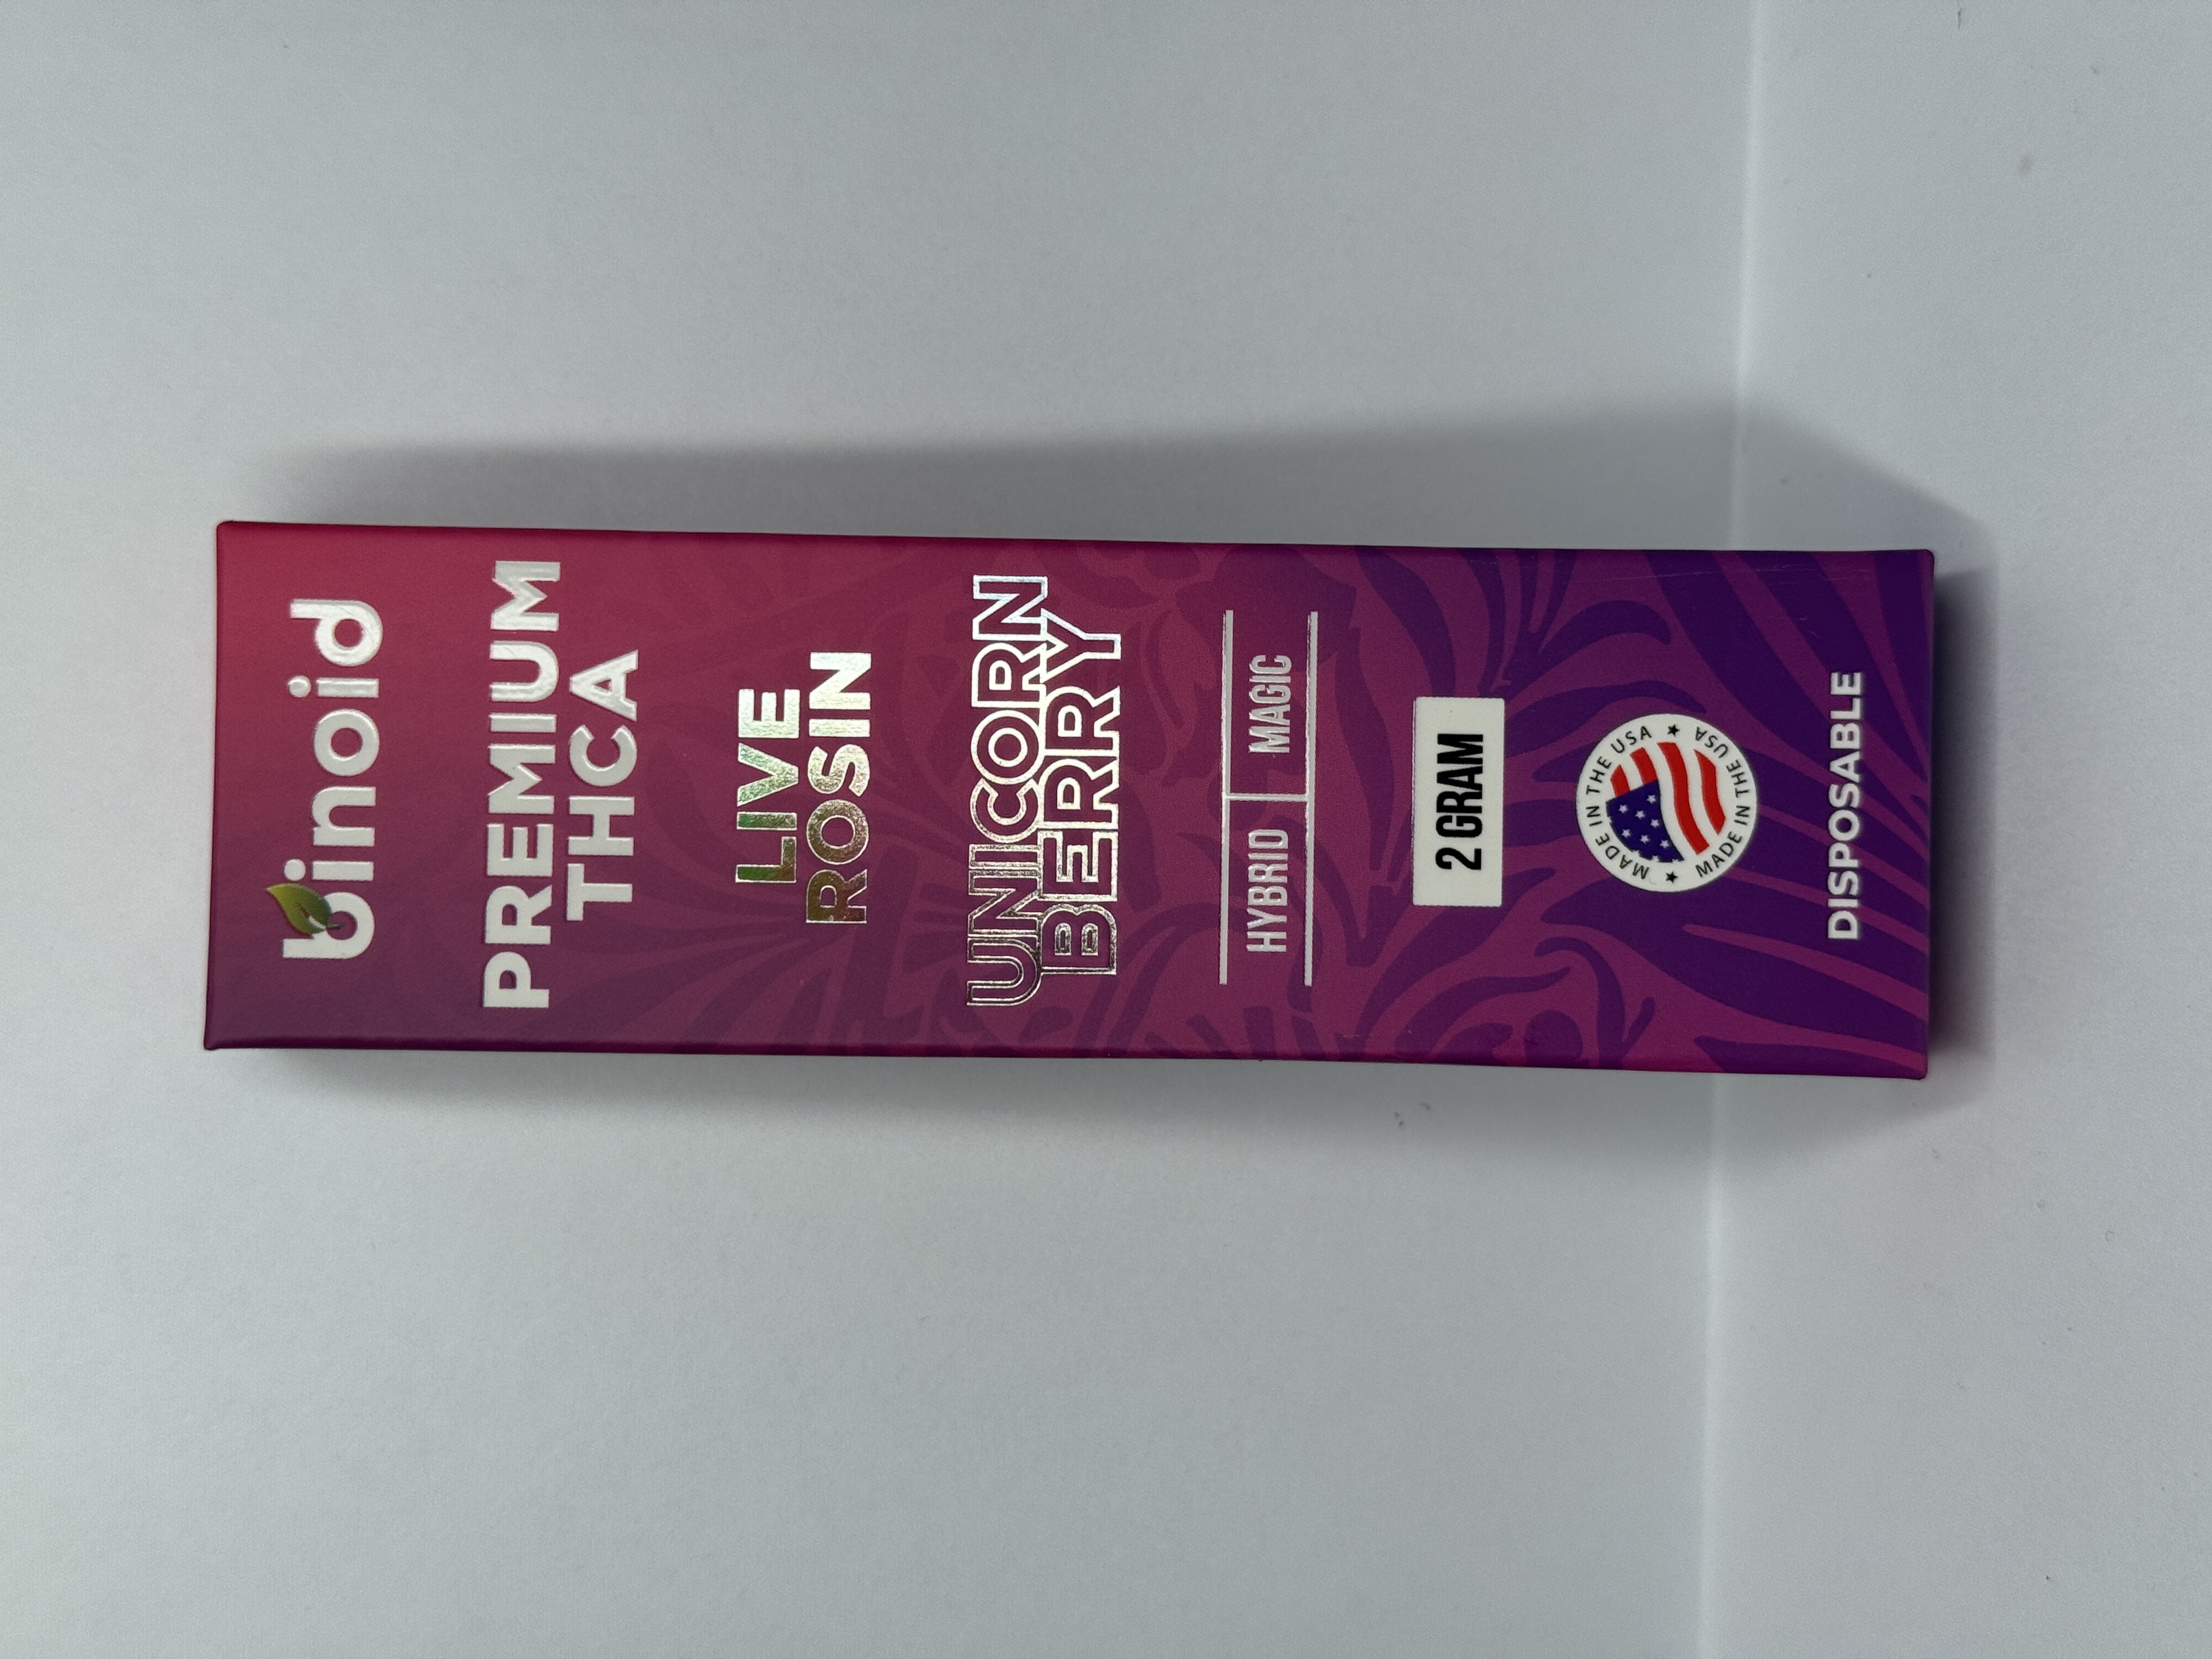 binoid
PREMIUM
THCA
LIVE
ROSIN
UNICORN
BERRY
HYBRID MAGIC
2 GRAM
MADE IN THE USA ★ MADE IN THE USA ★
DISPOSABLE